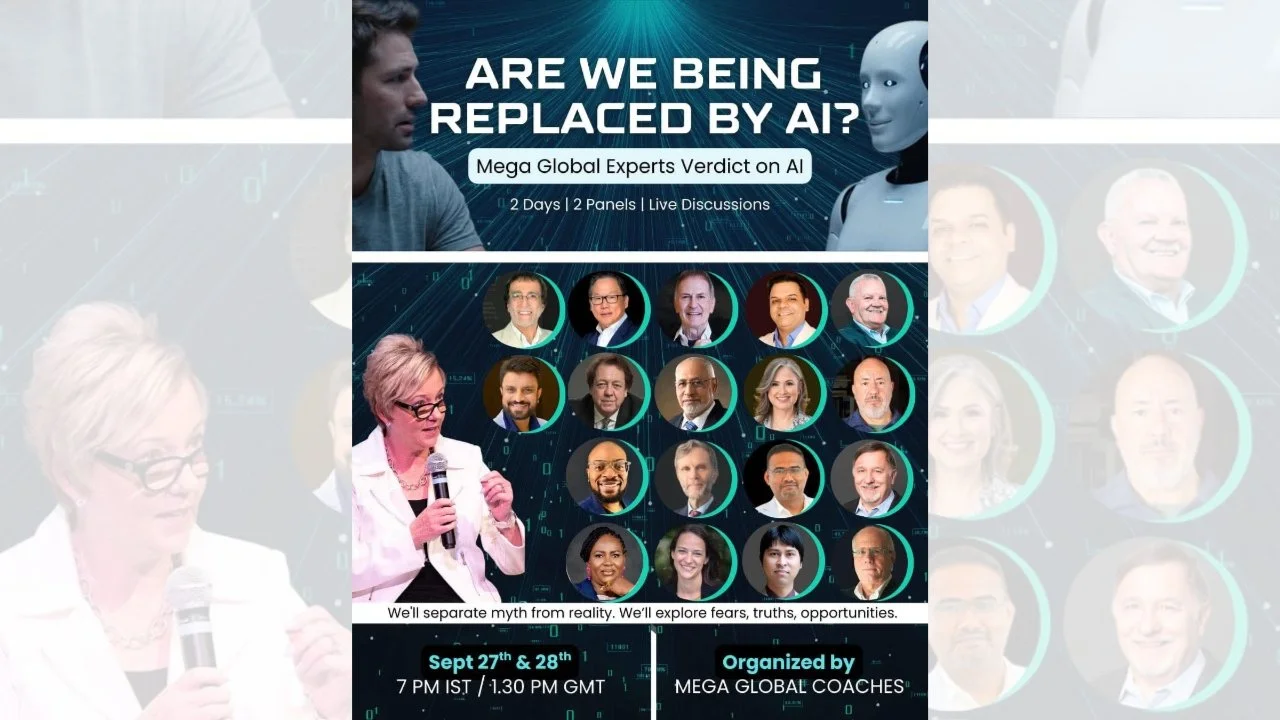 ARE WE BEING
REPLACED BY AI?
Mega Global Experts Verdict on AI
2 Days | 2 Panels | Live Discussions
We'll separate myth from reality. We’ll explore fears, truths, opportunities.
Sept 27th & 28th
7 PM IST / 1.30 PM GMT
Organized by
MEGA GLOBAL COACHES